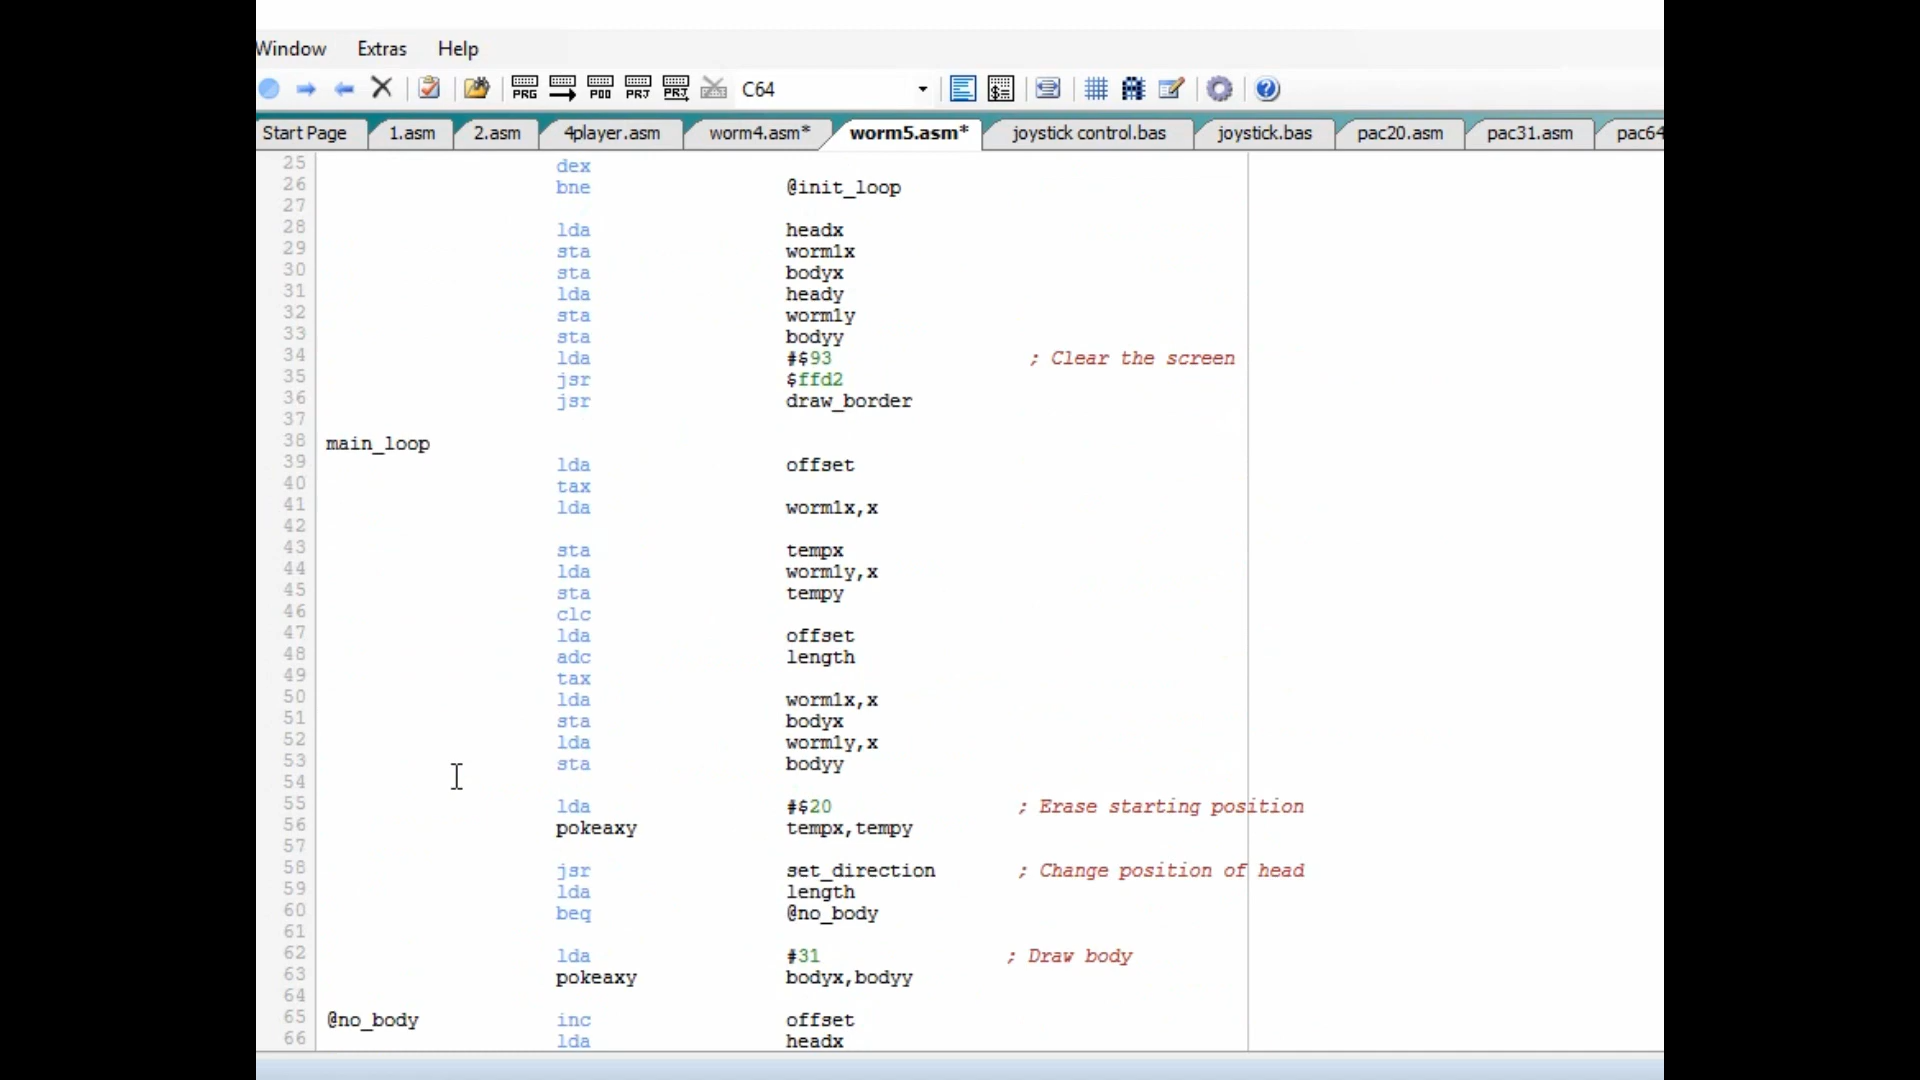 Window Extras Help
PRG POO PRJ PRJ C64
Start Page 1.asm 2.asm 4player.asm worm4.asm* worm5.asm* joystick control.bas joystick.bas pac20.asm pac31.asm pac64
25 dex
26 bne @init_loop
27
28 lda headx
29 sta worm1x
30 sta bodyx
31 lda heady
32 sta worm1y
33 sta bodyy
34 lda #$93 ; Clear the screen
35 jsr $ffd2
36 jsr draw_border
37
38 main_loop
39 lda offset
40 tax
41 lda worm1x,x
42
43 sta tempx
44 lda worm1y,x
45 sta tempy
46 clc
47 lda offset
48 adc length
49 tax
50 lda worm1x,x
51 sta bodyx
52 lda worm1y,x
53 sta bodyy
54
55 lda #$20 ; Erase starting position
56 pokeaxy tempx,tempy
57
58 jsr set_direction ; Change position of head
59 lda length
60 beq @no_body
61
62 lda #31 ; Draw body
63 pokeaxy bodyx,bodyy
64
65 @no_body inc offset
66 lda headx